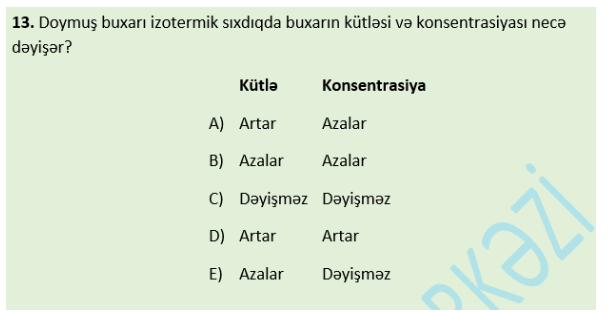 13. Doymuş buxarı izotermik sıxdıqda buxarın kütləsi və konsentrasiyası necə
dəyişər?
Kütlə Konsentrasiya
A) Artar Azalar
B) Azalar Azalar
C) Dəyişməz Dəyişməz
D) Artar Artar
E) Azalar Dəyişməz